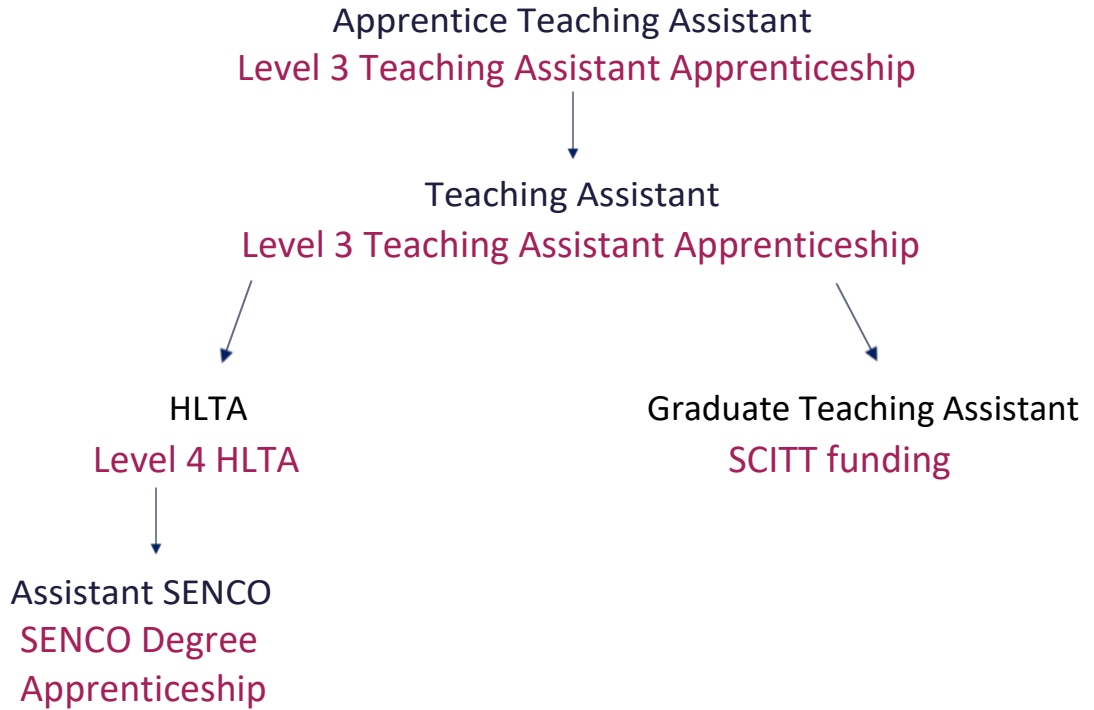 Apprentice Teaching Assistant
Level 3 Teaching Assistant Apprenticeship
Teaching Assistant
Level 3 Teaching Assistant Apprenticeship
HLTA
Level 4 HLTA
Graduate Teaching Assistant
SCITT funding
Assistant SENCO
SENCO Degree
Apprenticeship